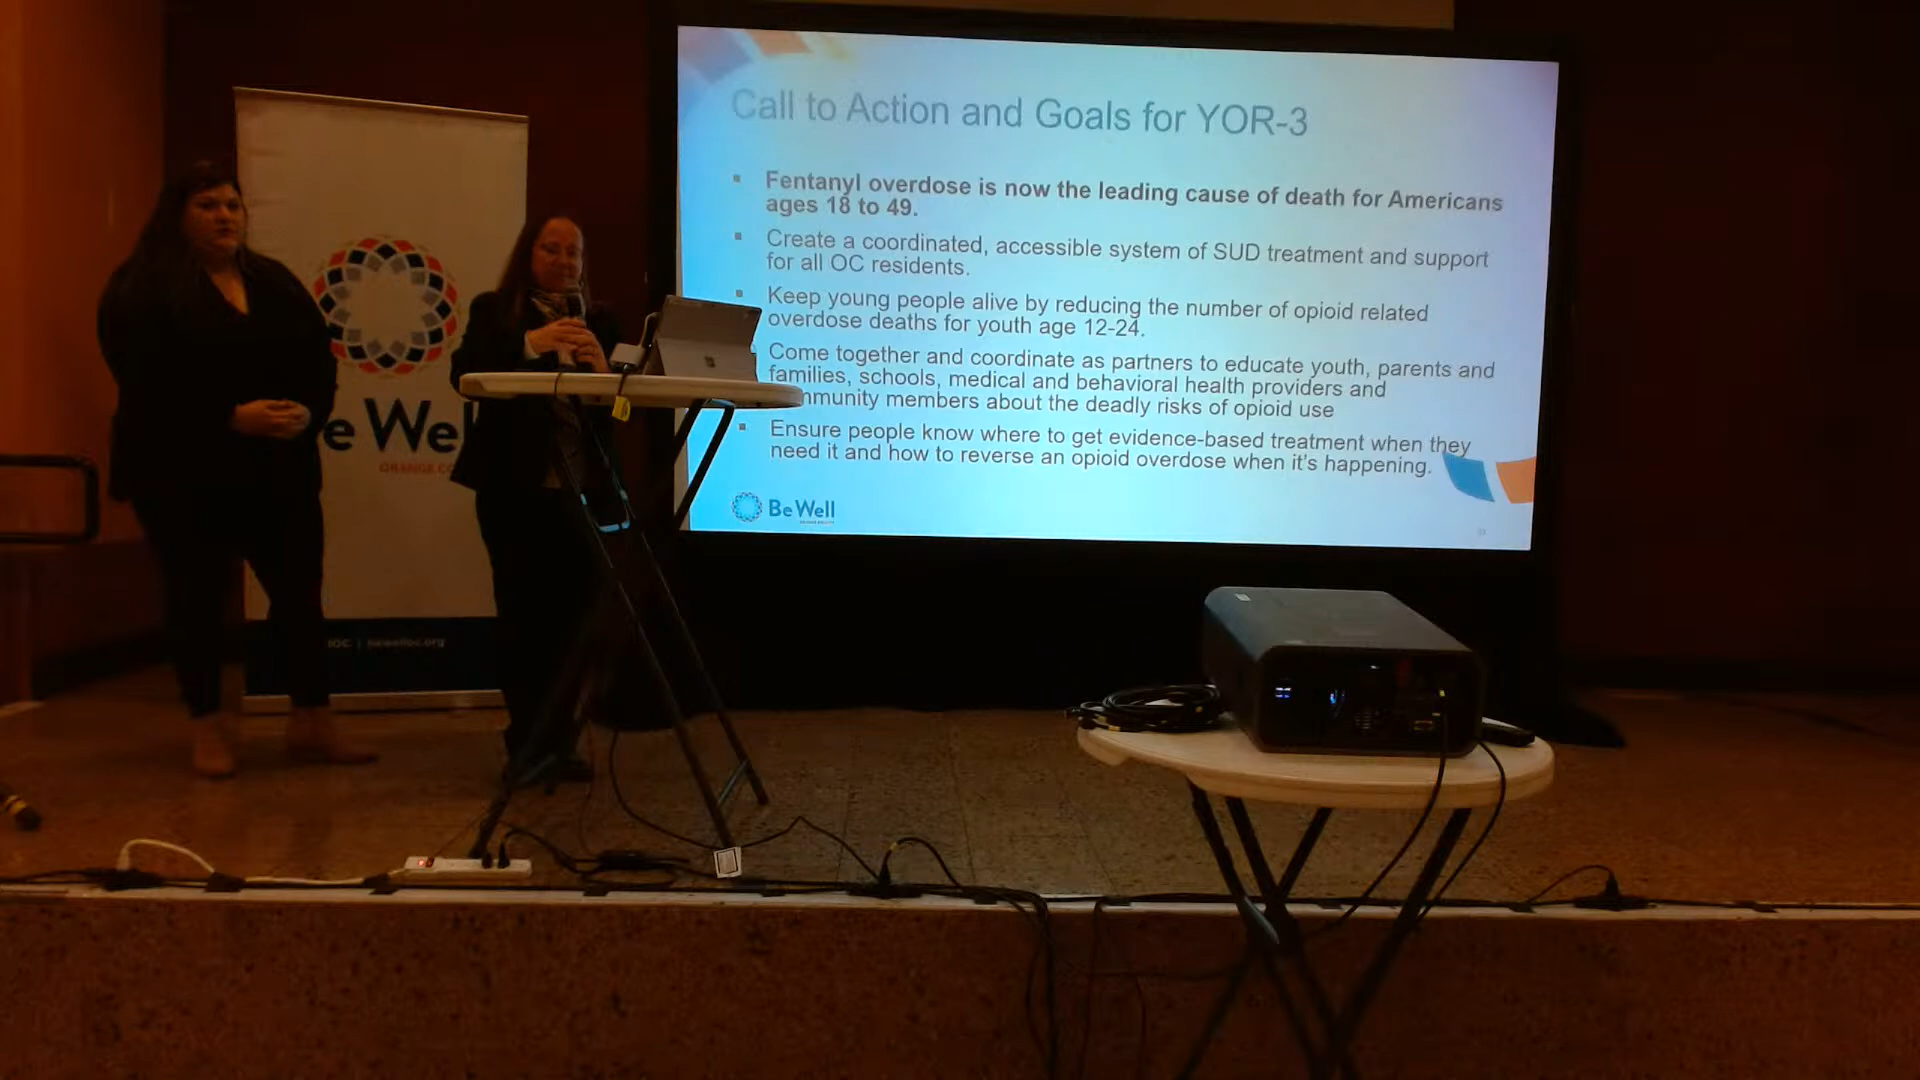 Call to Action and Goals for YOR-3
Fentanyl overdose is now the leading cause of death for Americans
ages 18 to 49.
Create a coordinated, accessible system of SUD treatment and support
for all OC residents.
Keep young people alive by reducing the number of opioid related
overdose deaths for youth age 12-24.
Come together and coordinate as partners to educate youth, parents and
families, schools, medical and behavioral health providers and
mmunity members about the deadly risks of opioid use
Ensure people know where to get evidence-based treatment when they
need it and how to reverse an opioid overdose when it's happening.
Be Well
e Wel
ORANGE CO